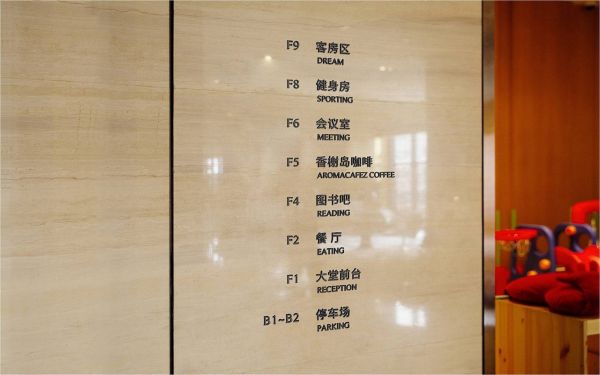 F9 客房区
DREAM
F8 健身房
SPORTING
F6 会议室
MEETING
F5 香榭岛咖啡
AROMACAFEZ COFFEE
F4 图书吧
READING
F2 餐厅
EATING
F1 大堂前台
RECEPTION
B1~B2 停车场
PARKING